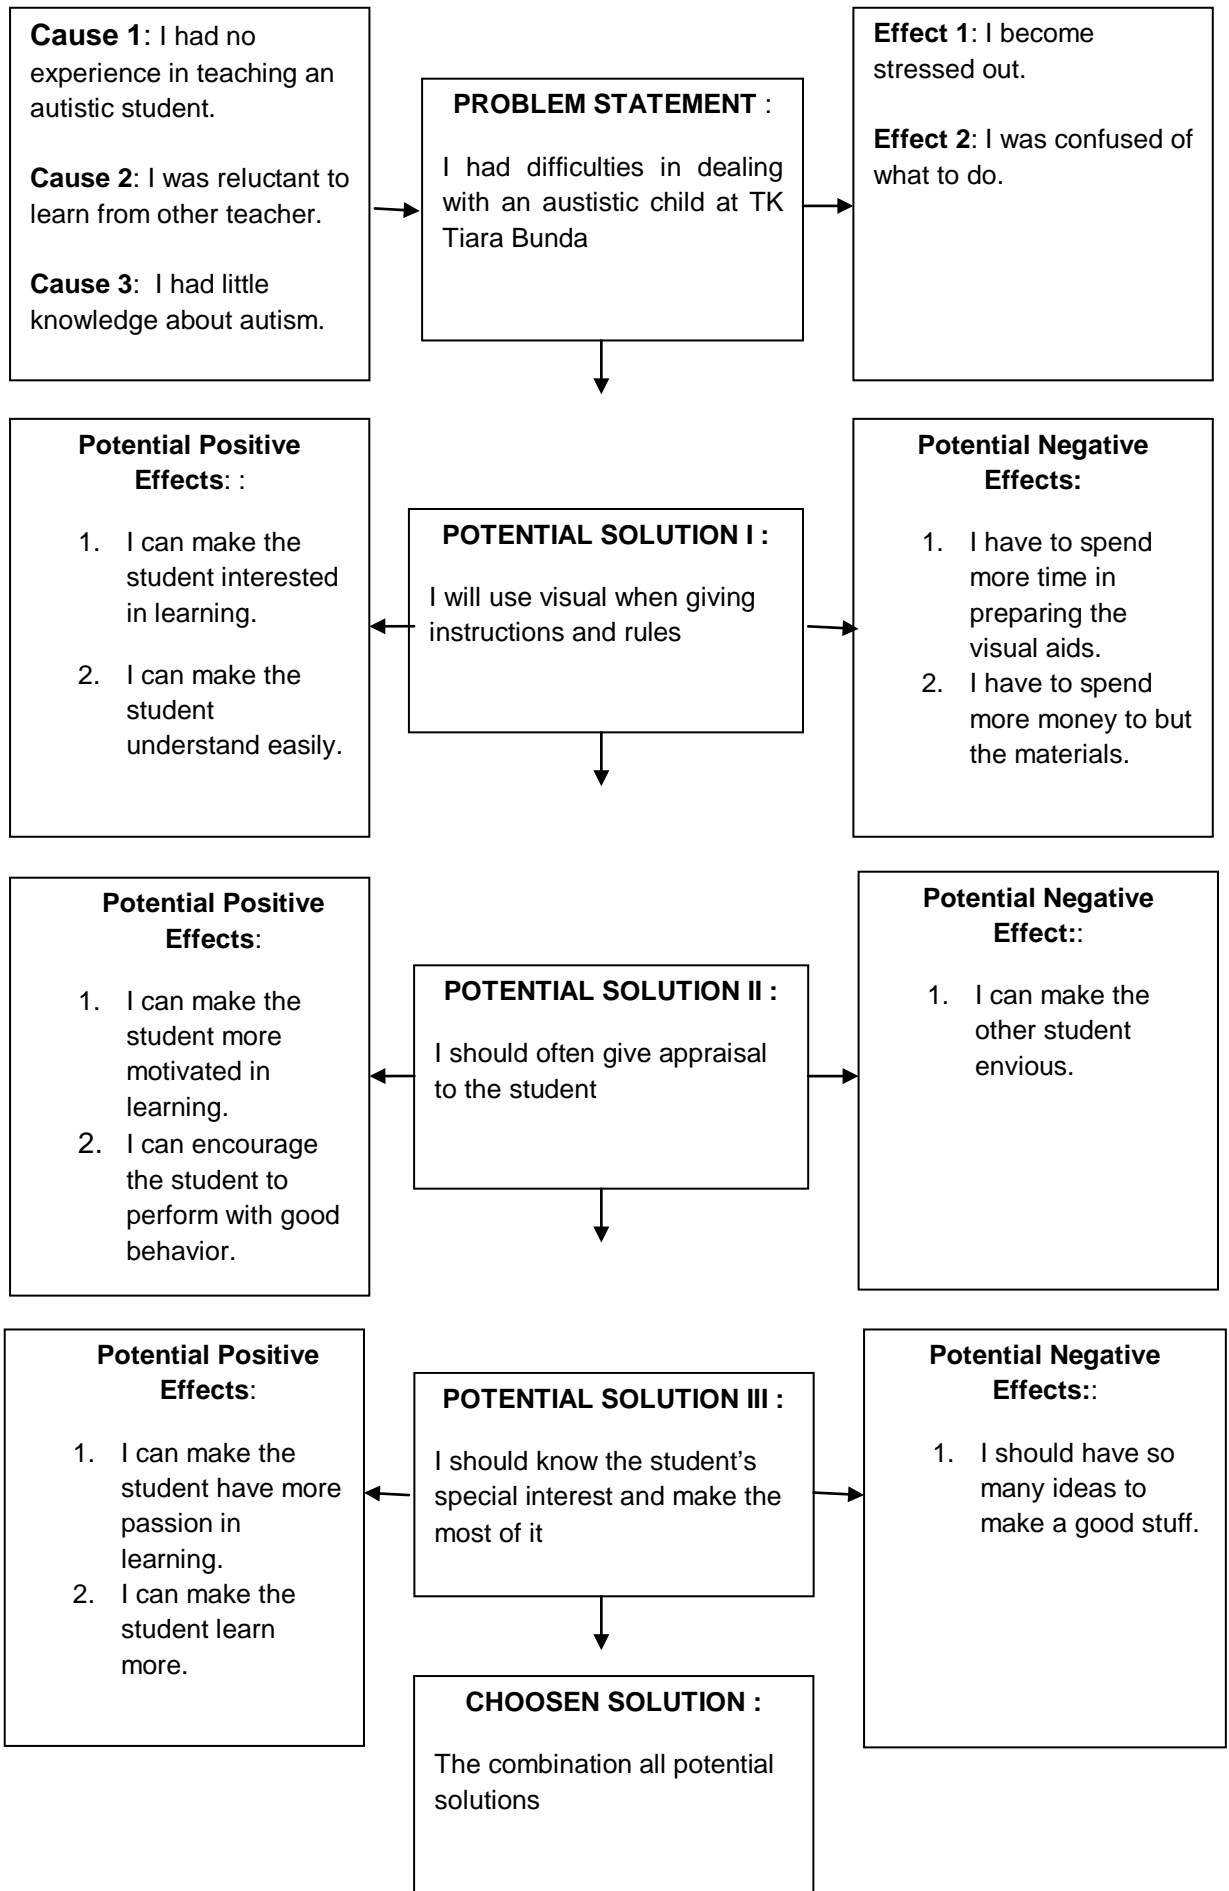 Cause 1: I had no
experience in teaching an
autistic student.
Cause 2: I was reluctant to
learn from other teacher.
Cause 3:  I had little
knowledge about autism.
PROBLEM STATEMENT :
I had difficulties in dealing
with an austistic child at TK
Tiara Bunda
Effect 1: I become
stressed out.
Effect 2: I was confused of
what to do.
Potential Positive
Effects: :
1. I can make the
student interested
in learning.
2. I can make the
student
understand easily.
POTENTIAL SOLUTION I :
I will use visual when giving
instructions and rules
Potential Negative
Effects:
1. I have to spend
more time in
preparing the
visual aids.
2. I have to spend
more money to but
the materials.
Potential Positive
Effects:
1. I can make the
student more
motivated in
learning.
2. I can encourage
the student to
perform with good
behavior.
POTENTIAL SOLUTION II :
I should often give appraisal
to the student
Potential Negative
Effect::
1. I can make the
other student
envious.
Potential Positive
Effects:
1. I can make the
student have more
passion in
learning.
2. I can make the
student learn
more.
POTENTIAL SOLUTION III :
I should know the student’s
special interest and make the
most of it
Potential Negative
Effects::
1. I should have so
many ideas to
make a good stuff.
CHOOSEN SOLUTION :
The combination all potential
solutions